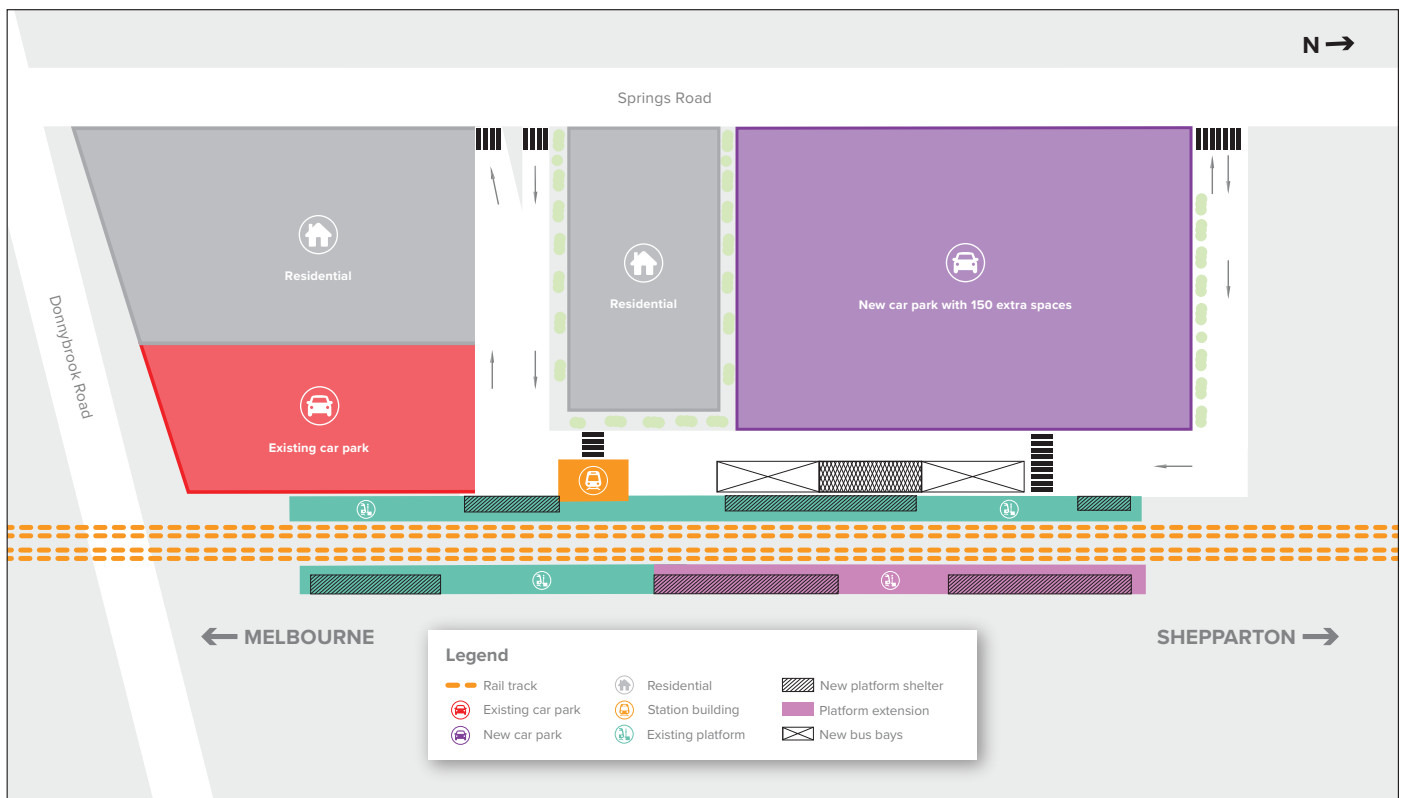 N
Springs Road
Residential
Residential
New car park with 150 extra spaces
Donnybrook Road
Existing car park
MELBOURNE
SHEPPARTON
Legend
Rail track
Existing car park
New car park
Residential
Station building
Existing platform
New platform shelter
Platform extension
New bus bays